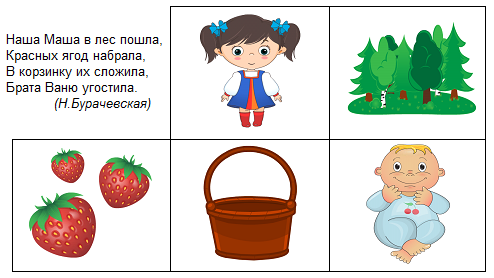 Наша Маша в лес пошла,
Красных ягод набрала,
В корзинку их сложила,
Брата Ваню угостила.
(Н.Бурачевская)